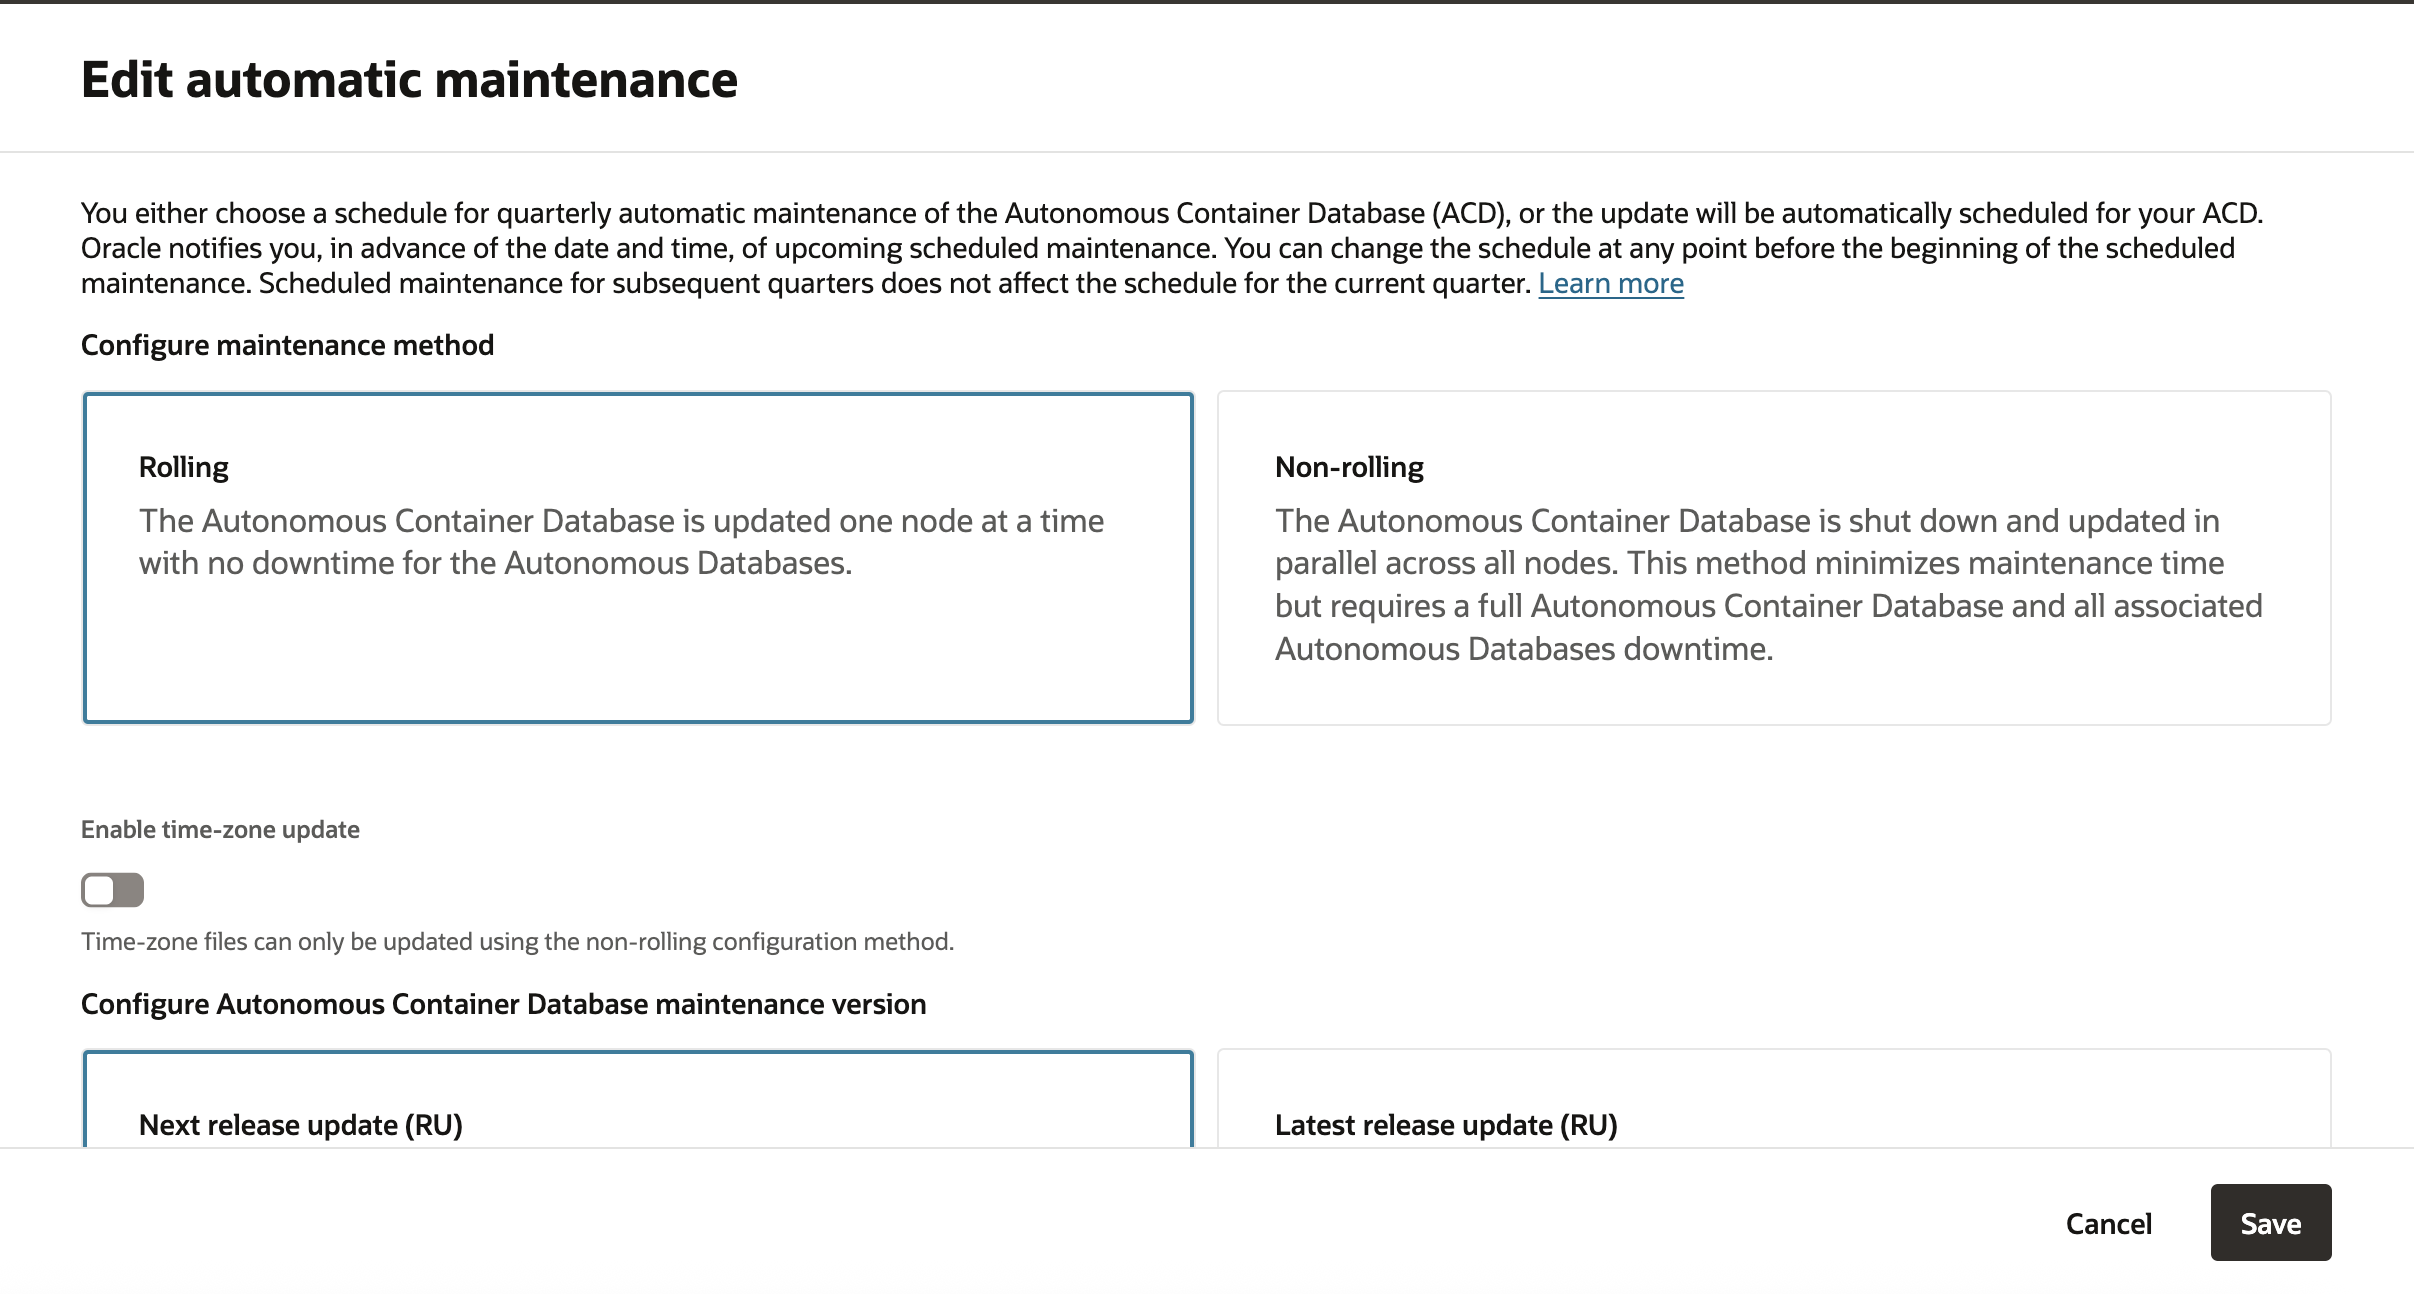 Edit automatic maintenance
You either choose a schedule for quarterly automatic maintenance of the Autonomous Container Database (ACD), or the update will be automatically scheduled for your ACD.
Oracle notifies you, in advance of the date and time, of upcoming scheduled maintenance. You can change the schedule at any point before the beginning of the scheduled
maintenance. Scheduled maintenance for subsequent quarters does not affect the schedule for the current quarter. Learn more
Configure maintenance method
Rolling
The Autonomous Container Database is updated one node at a time
with no downtime for the Autonomous Databases.
Non-rolling
The Autonomous Container Database is shut down and updated in
parallel across all nodes. This method minimizes maintenance time
but requires a full Autonomous Container Database and all associated
Autonomous Databases downtime.
Enable time-zone update
Time-zone files can only be updated using the non-rolling configuration method.
Configure Autonomous Container Database maintenance version
Next release update (RU)
Latest release update (RU)
Cancel
Save